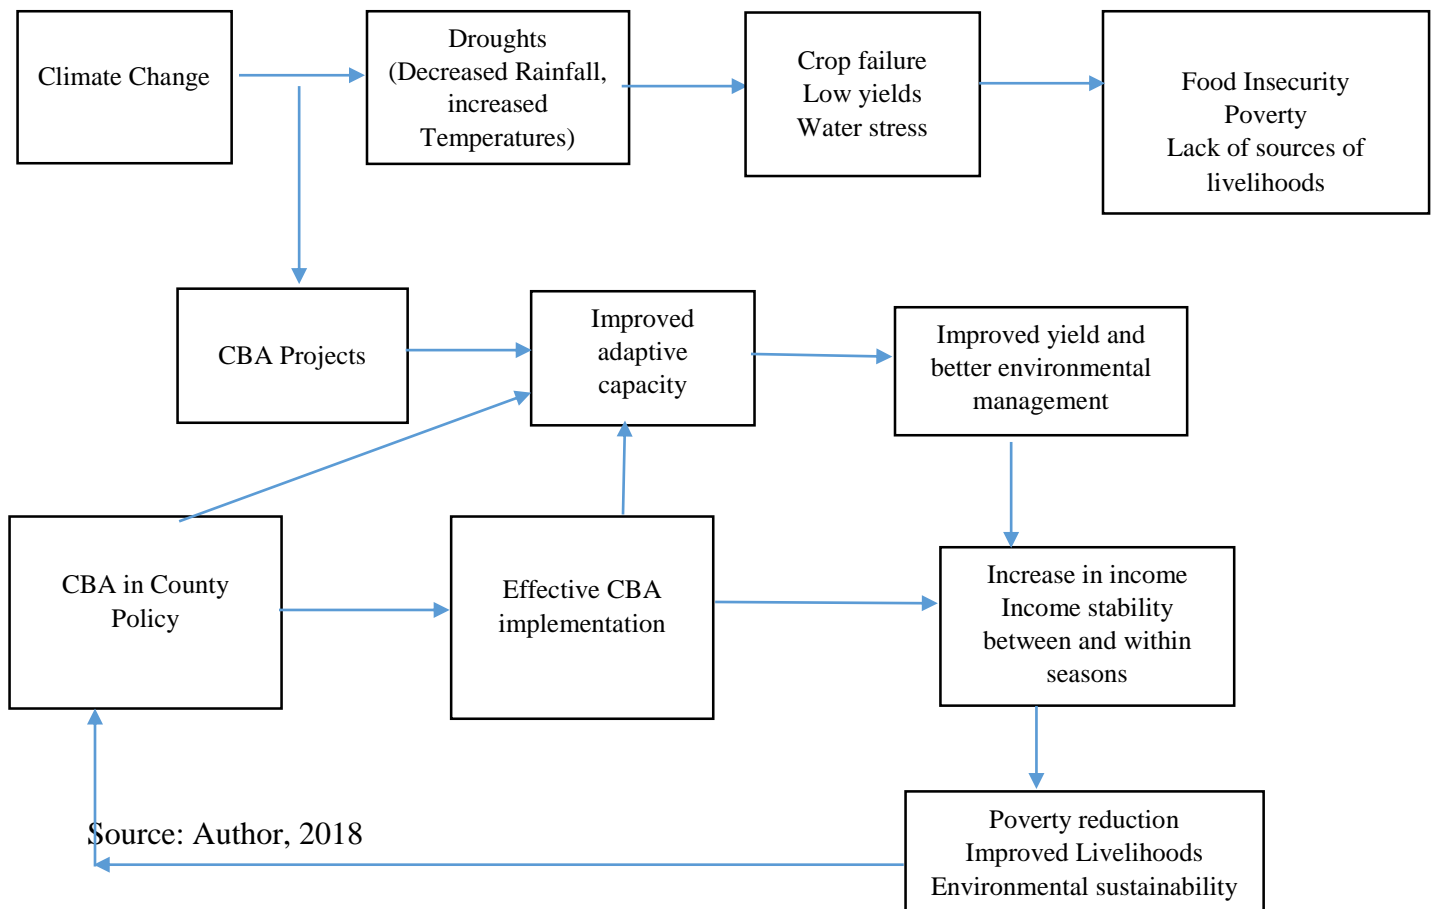 Climate Change
Droughts
(Decreased Rainfall,
increased
Temperatures)
Crop failure
Low yields
Water stress
Food Insecurity
Poverty
Lack of sources of
livelihoods
CBA Projects
Improved
adaptive
capacity
Improved yield and
better environmental
management
CBA in County
Policy
Effective CBA
implementation
Increase in income
Income stability
between and within
seasons
Poverty reduction
Improved Livelihoods
Environmental sustainability
Source: Author, 2018